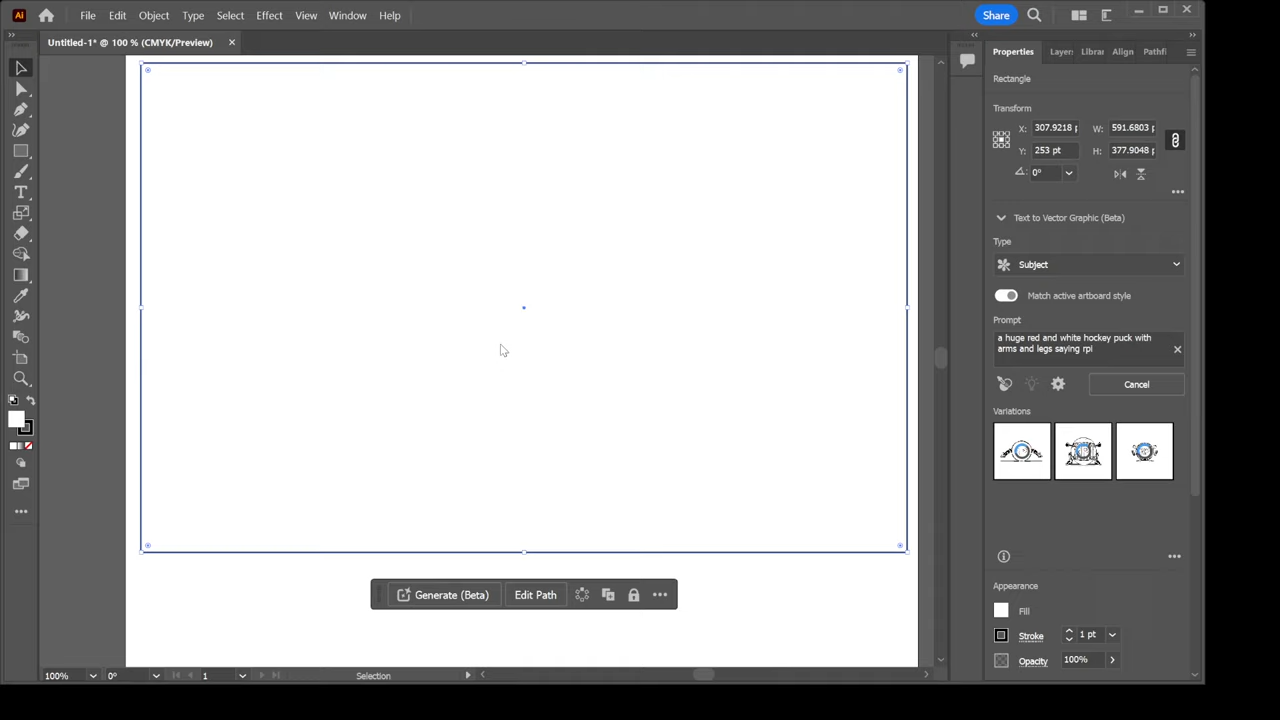 Ai File Edit Object Type Select Effect View Window Help Share
Untitled-1* @ 100 % (CMYK/Preview)
Properties Layers Librar Align Pathfi
Rectangle
Transform
X: 307.9218 p W: 591.6803 p
Y: 253 pt H: 377.9048 p
0°
Text to Vector Graphic (Beta)
Type
Subject
Match active artboard style
Prompt
a huge red and white hockey puck with
arms and legs saying rpi
Cancel
Variations
Generate (Beta) Edit Path
Appearance
Fill
Stroke 1 pt
Opacity 100%
100% 0° 1 Selection